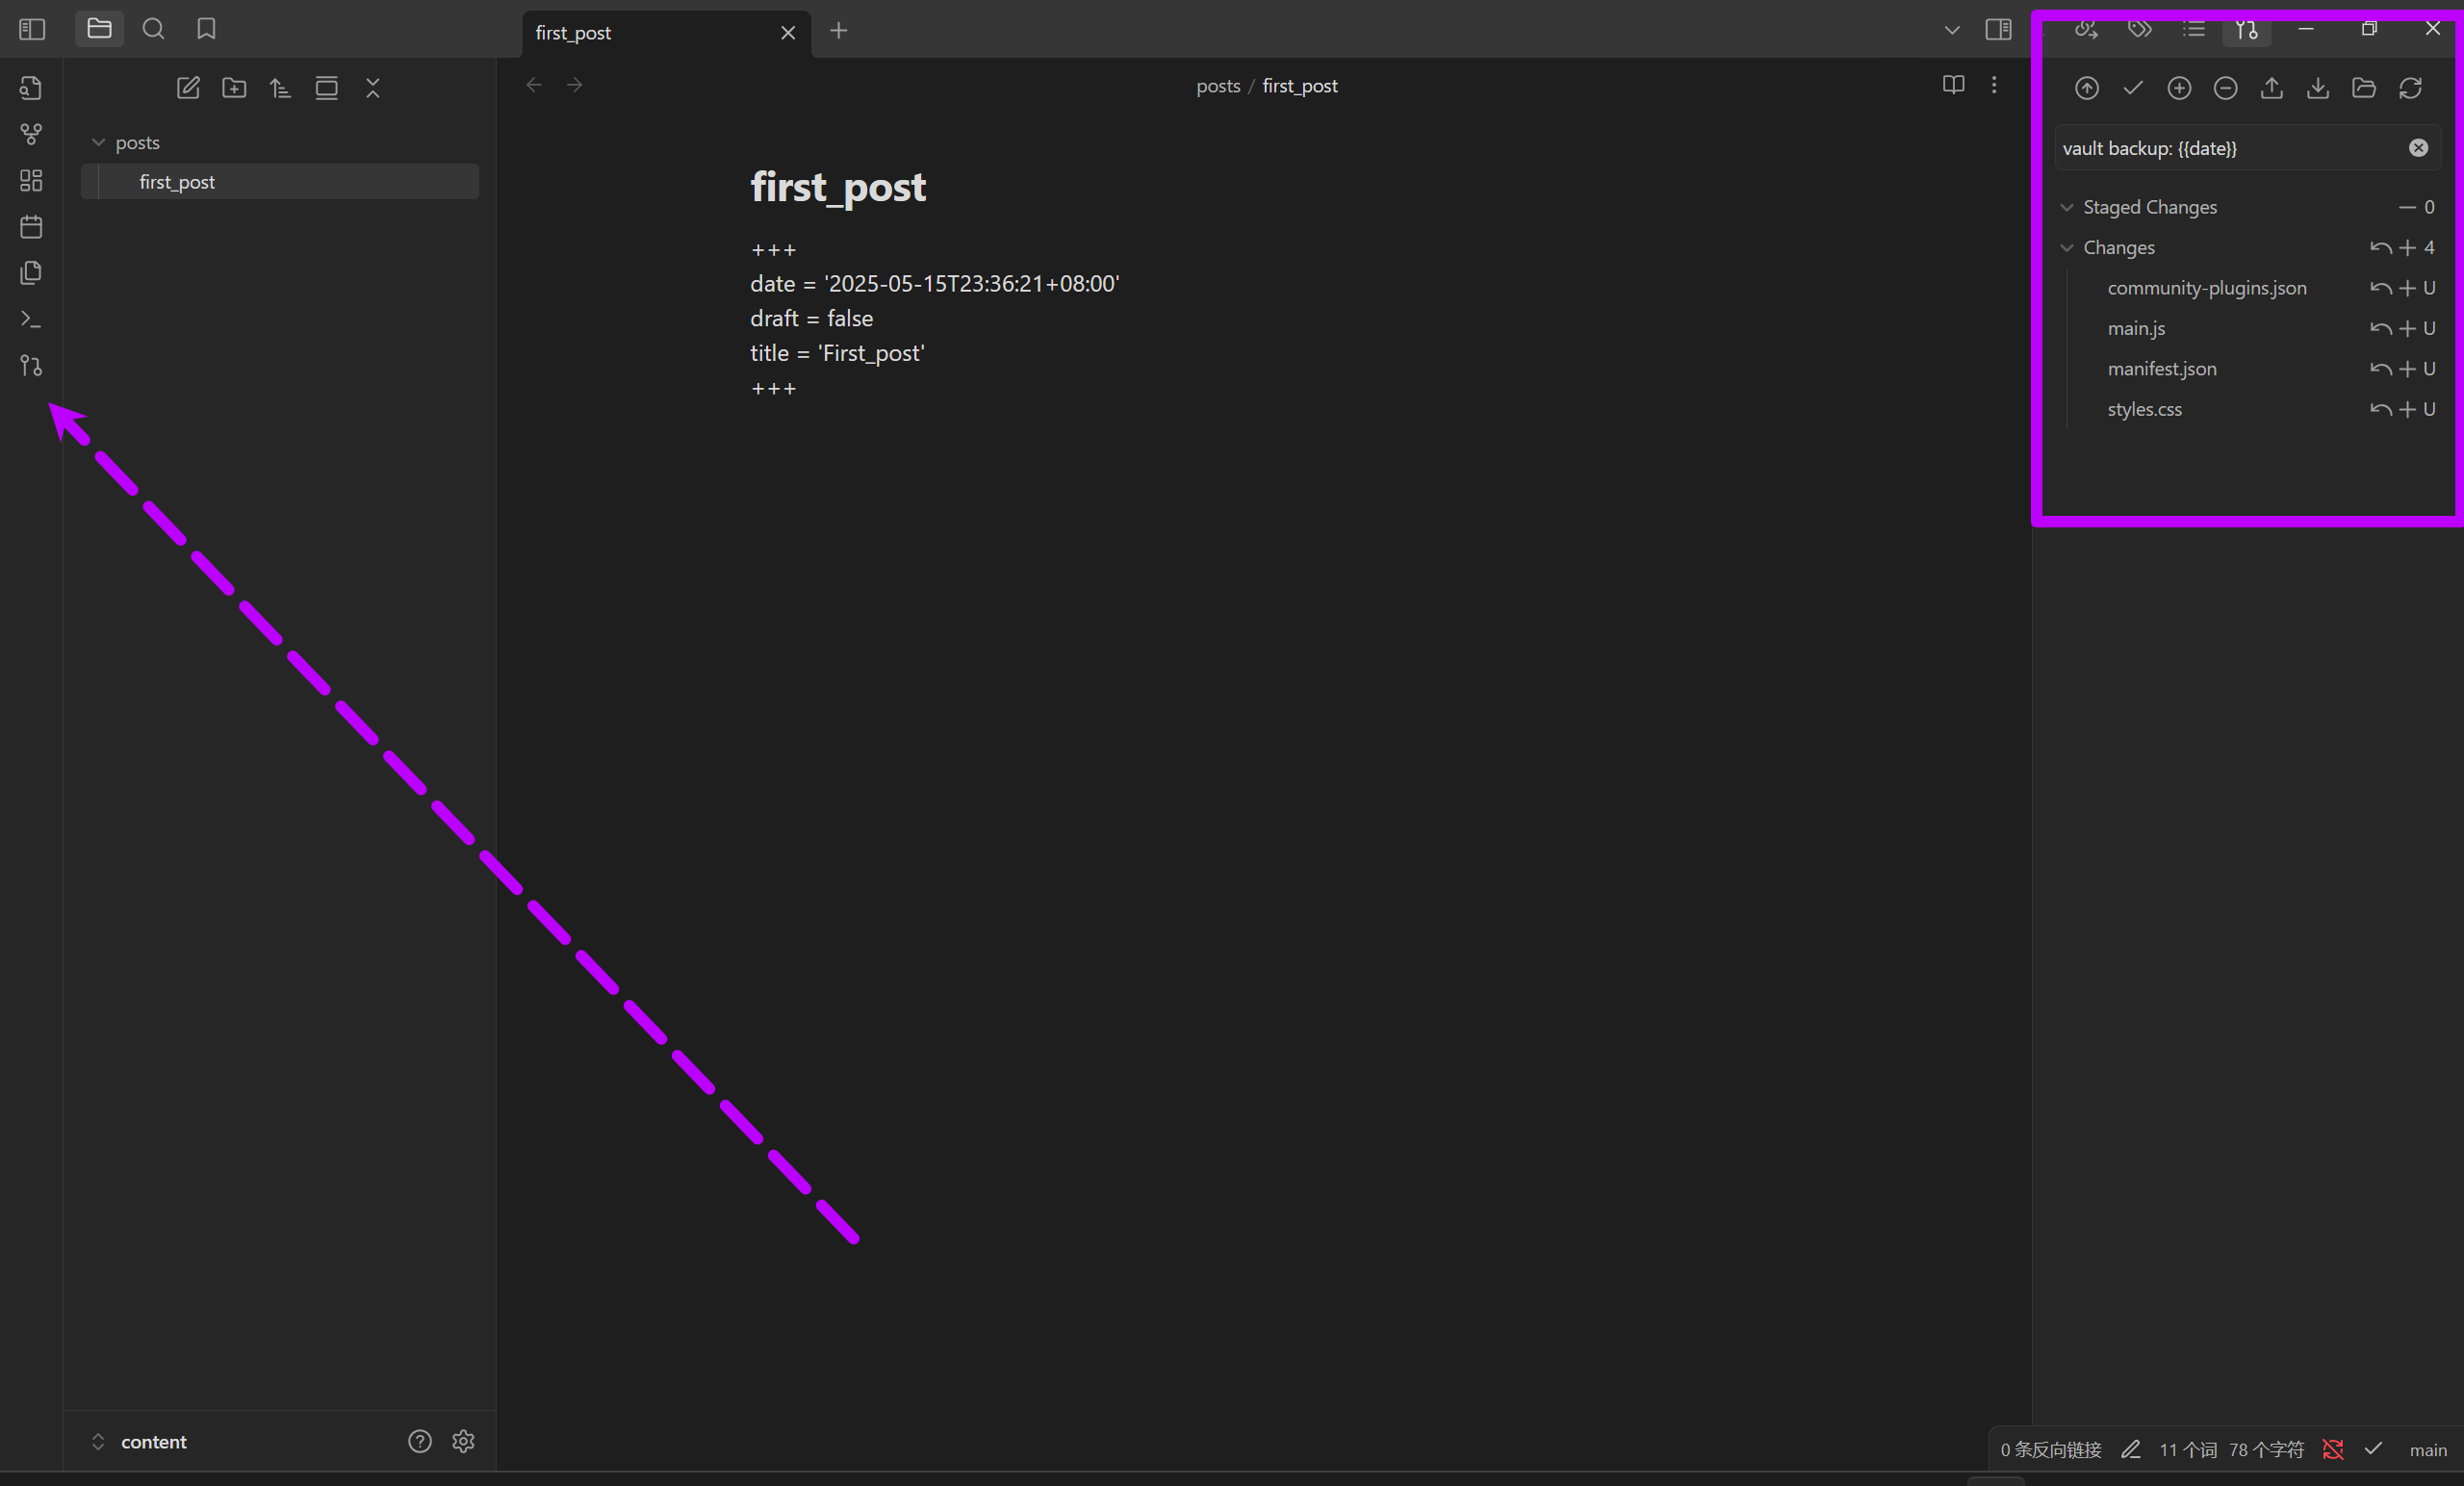 first_post
posts / first_post
posts
first_post
first_post
+++
date = '2025-05-15T23:36:21+08:00'
draft = false
title = 'First_post'
+++
vault backup: {{date}}
Staged Changes 0
Changes 4
community-plugins.json U
main.js U
manifest.json U
styles.css U
content
0 条反向链接 11 个词 78 个字符 main